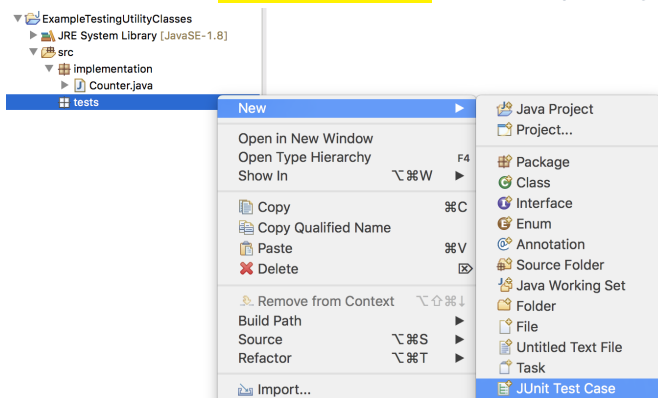 ExampleTestingUtilityClasses
JRE System Library [JavaSE-1.8]
src
implementation
Counter.java
tests
New
Open in New Window
Open Type Hierarchy F4
Show In ⌥⌘W
Copy ⌘C
Copy Qualified Name
Paste ⌘V
Delete ⌦
Remove from Context ⌥⇧⌘↓
Build Path
Source ⌥⌘S
Refactor ⌥⌘T
Import...
Java Project
Project...
Package
Class
Interface
Enum
Annotation
Source Folder
Java Working Set
Folder
File
Untitled Text File
Task
JUnit Test Case